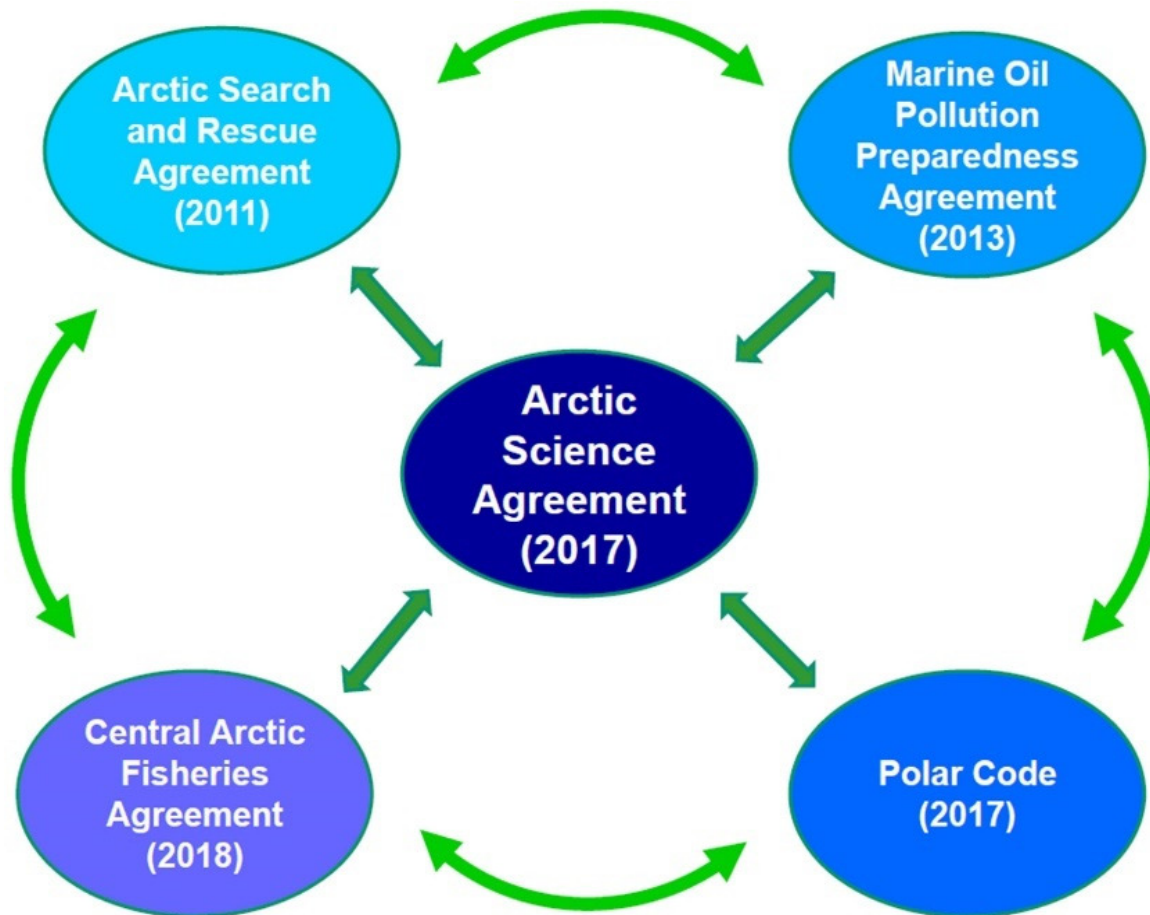 Arctic Search
and Rescue
Agreement
(2011)
Marine Oil
Pollution
Preparedness
Agreement
(2013)
Arctic
Science
Agreement
(2017)
Central Arctic
Fisheries
Agreement
(2018)
Polar Code
(2017)